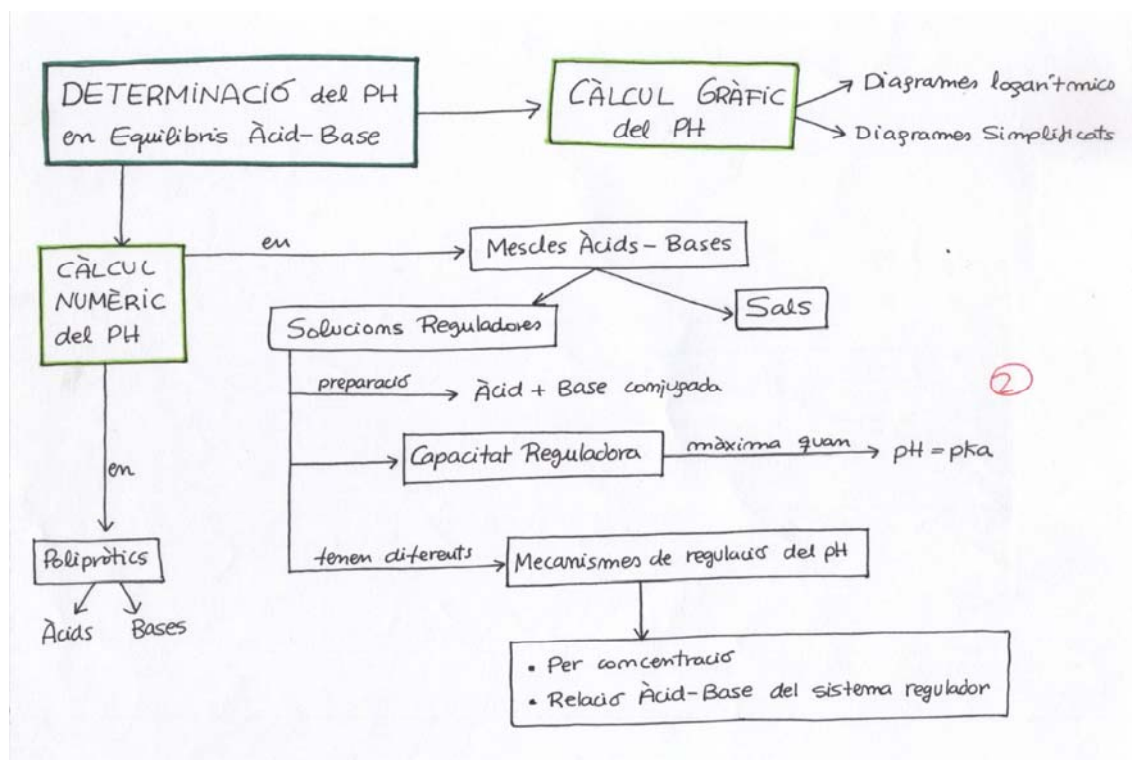 DETERMINACIÓ del PH
en Equilibris Àcid-Base
CÀLCUL GRÀFIC
del PH
Diagrames logarítmico
Diagrames Simplificats
en
Mescles Àcids-Bases
CÀLCUL
NUMÈRIC
del PH
Solucions Reguladores
Sals
preparació
Àcid + Base conjugada
2
Capacitat Reguladora
màxima quan
pH = pka
en
tenen diferents
Mecanismes de regulació del pH
Polipròtics
Àcids
Bases
• Per concentració
• Relació Àcid-Base del sistema regulador